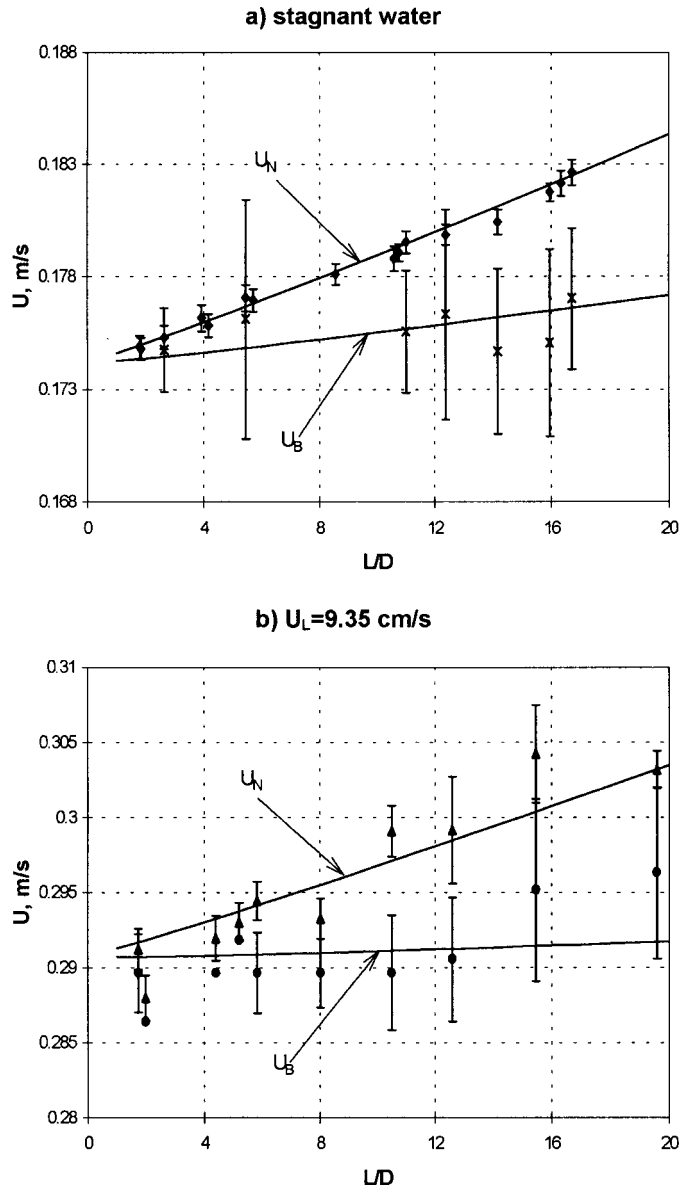 a) stagnant water
0.188
0.183
0.178
0.173
0.168
U, m/s
U_N
U_B
0 4 8 12 16 20
L/D
b) U_L=9.35 cm/s
0.31
0.305
0.3
0.295
0.29
0.285
0.28
U, m/s
U_N
U_B
0 4 8 12 16 20
L/D